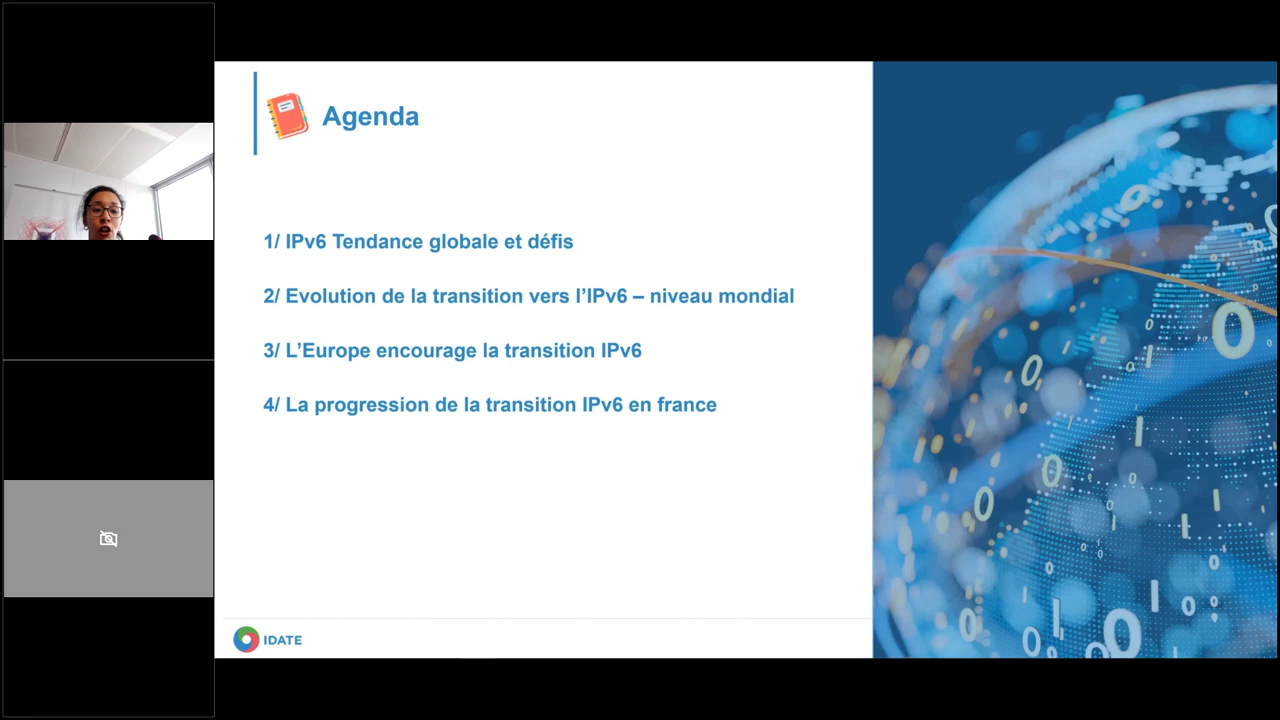 Agenda
1/ IPv6 Tendance globale et défis
2/ Evolution de la transition vers l’IPv6 – niveau mondial
3/ L’Europe encourage la transition IPv6
4/ La progression de la transition IPv6 en france
IDATE